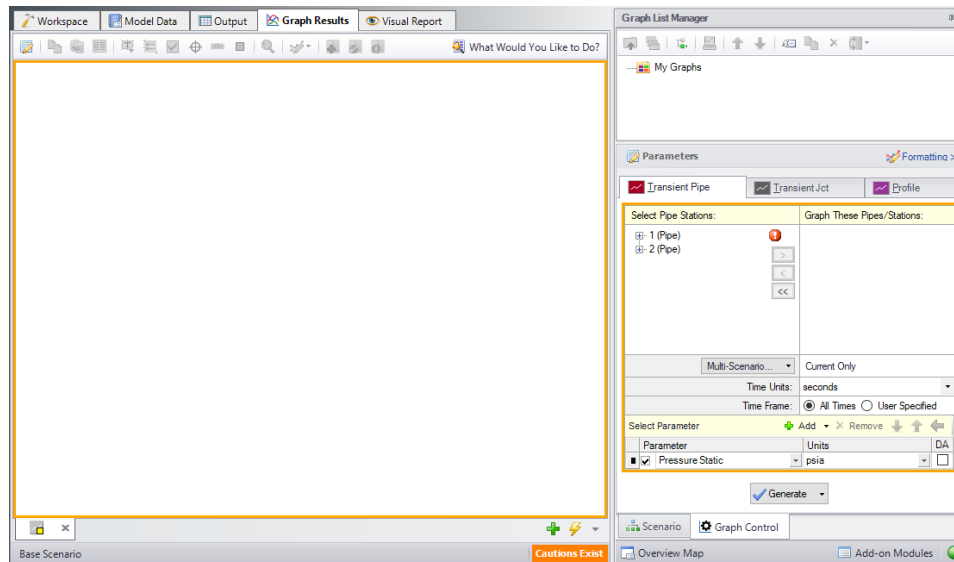 Workspace Model Data Output Graph Results Visual Report
What Would You Like to Do?
Base Scenario Cautions Exist
Graph List Manager
My Graphs
Parameters Formatting >
Transient Pipe Transient Jct Profile
Select Pipe Stations: Graph These Pipes/Stations:
1 (Pipe)
2 (Pipe)
>
<
<<
Multi-Scenario... Current Only
Time Units: seconds
Time Frame: All Times User Specified
Select Parameter Add Remove
Parameter Units DA
Pressure Static psia
Generate
Scenario Graph Control
Overview Map Add-on Modules